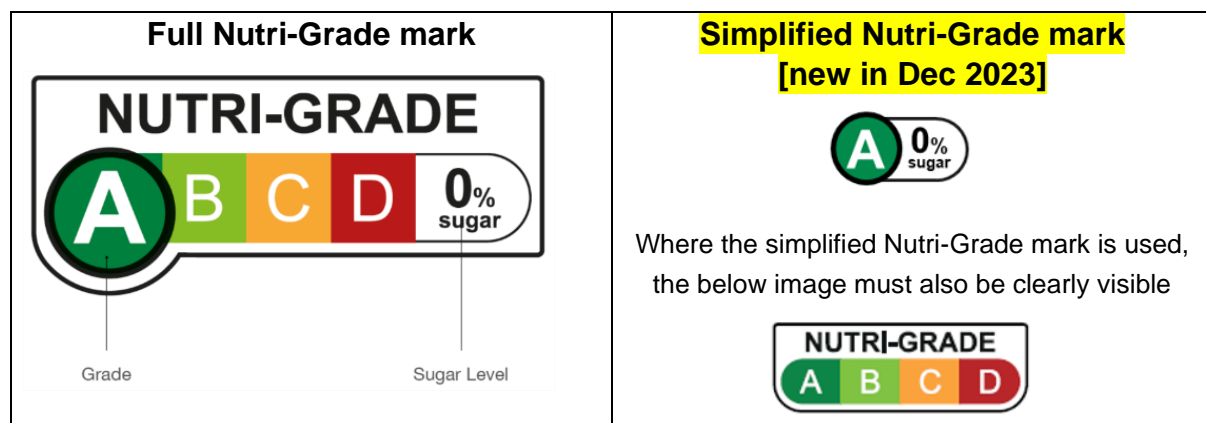 Full Nutri-Grade mark
NUTRI-GRADE
A B C D 0%
sugar
Grade Sugar Level
Simplified Nutri-Grade mark
[new in Dec 2023]
A 0%
sugar
Where the simplified Nutri-Grade mark is used,
the below image must also be clearly visible
NUTRI-GRADE
A B C D